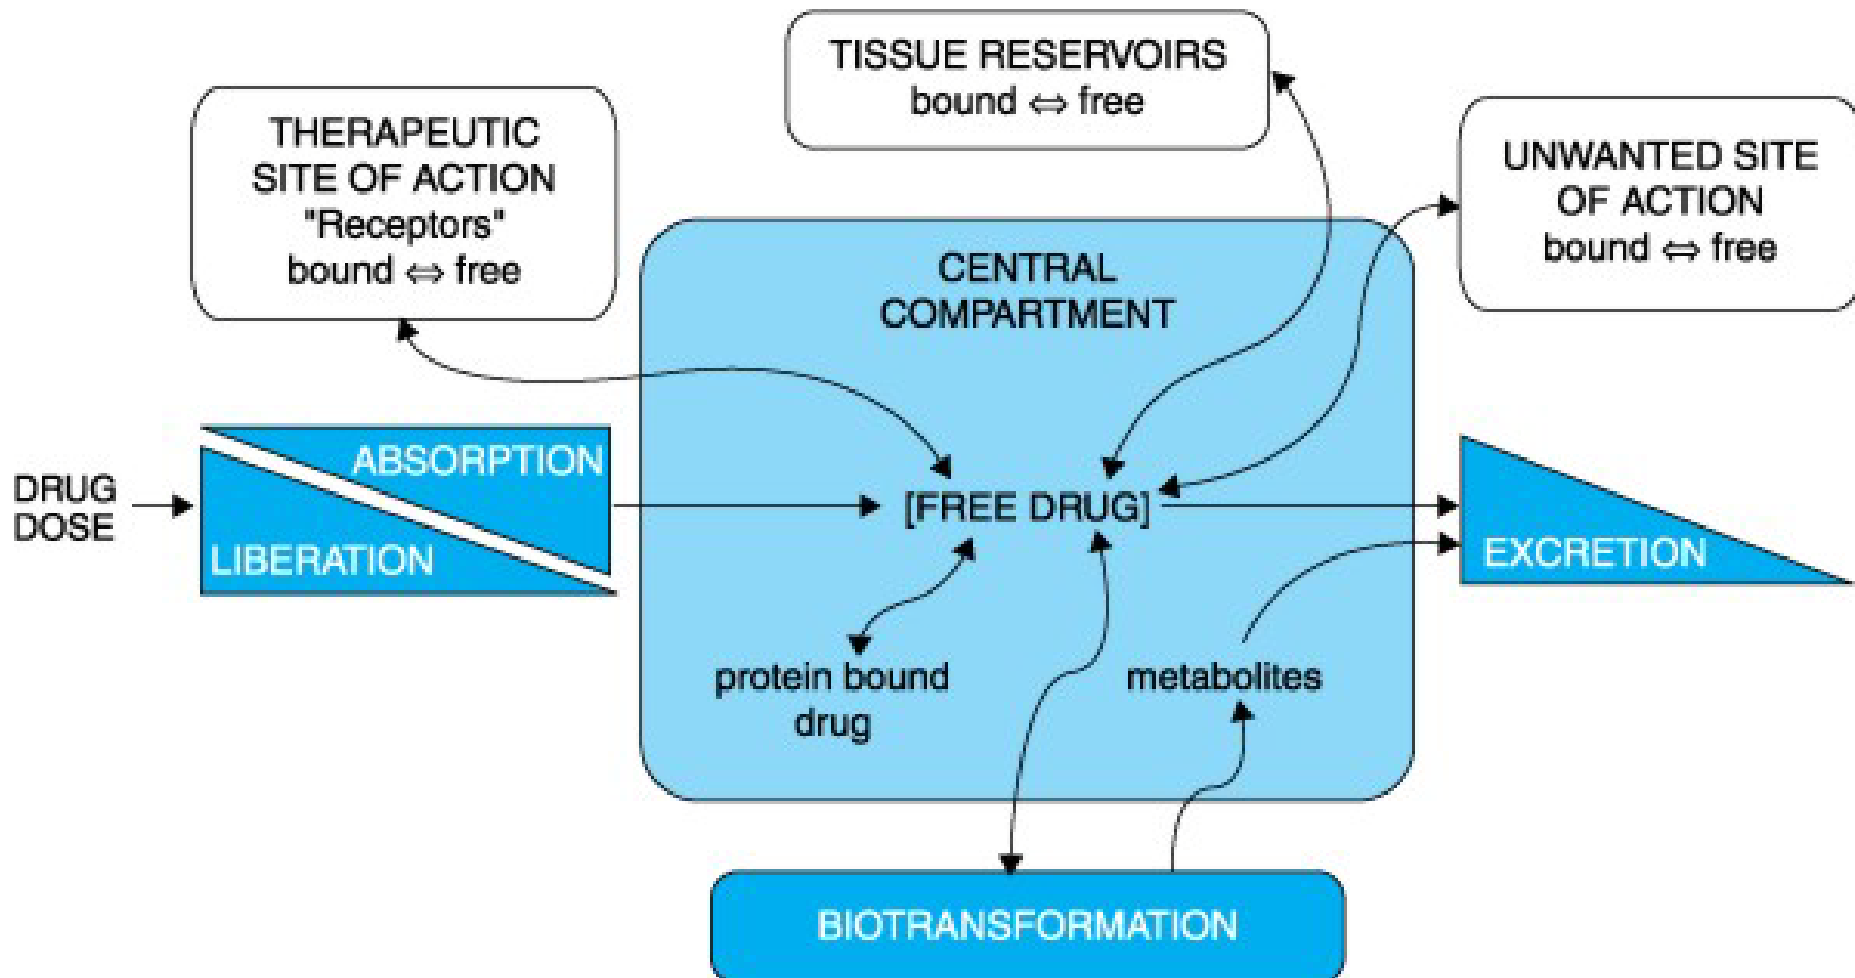 TISSUE RESERVOIRS
bound ⇔ free
THERAPEUTIC
SITE OF ACTION
"Receptors"
bound ⇔ free
UNWANTED SITE
OF ACTION
bound ⇔ free
CENTRAL
COMPARTMENT
DRUG
DOSE
ABSORPTION
LIBERATION
[FREE DRUG]
EXCRETION
protein bound
drug
metabolites
BIOTRANSFORMATION